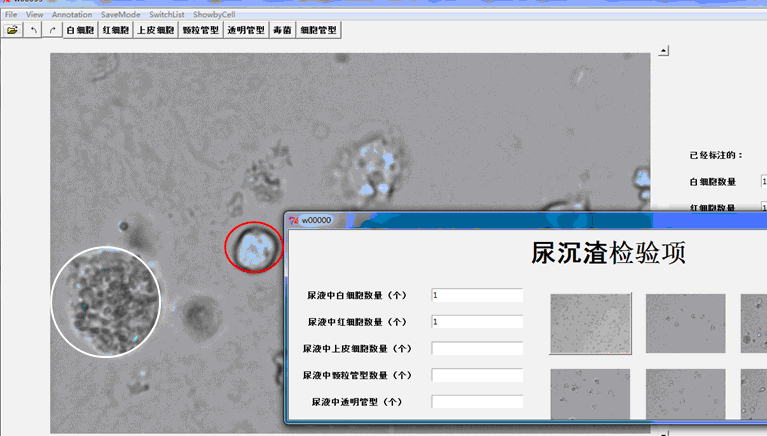 File View Annotation SaveMode SwitchList ShowbyCell
白细胞 红细胞 上皮细胞 颗粒管型 透明管型 毒菌 细胞管型
已经标注的：
白细胞数量 1
红细胞数量 1
w00000
尿沉渣检验项
尿液中白细胞数量（个） 1
尿液中红细胞数量（个） 1
尿液中上皮细胞数量（个）
尿液中颗粒管型数量（个）
尿液中透明管型（个）